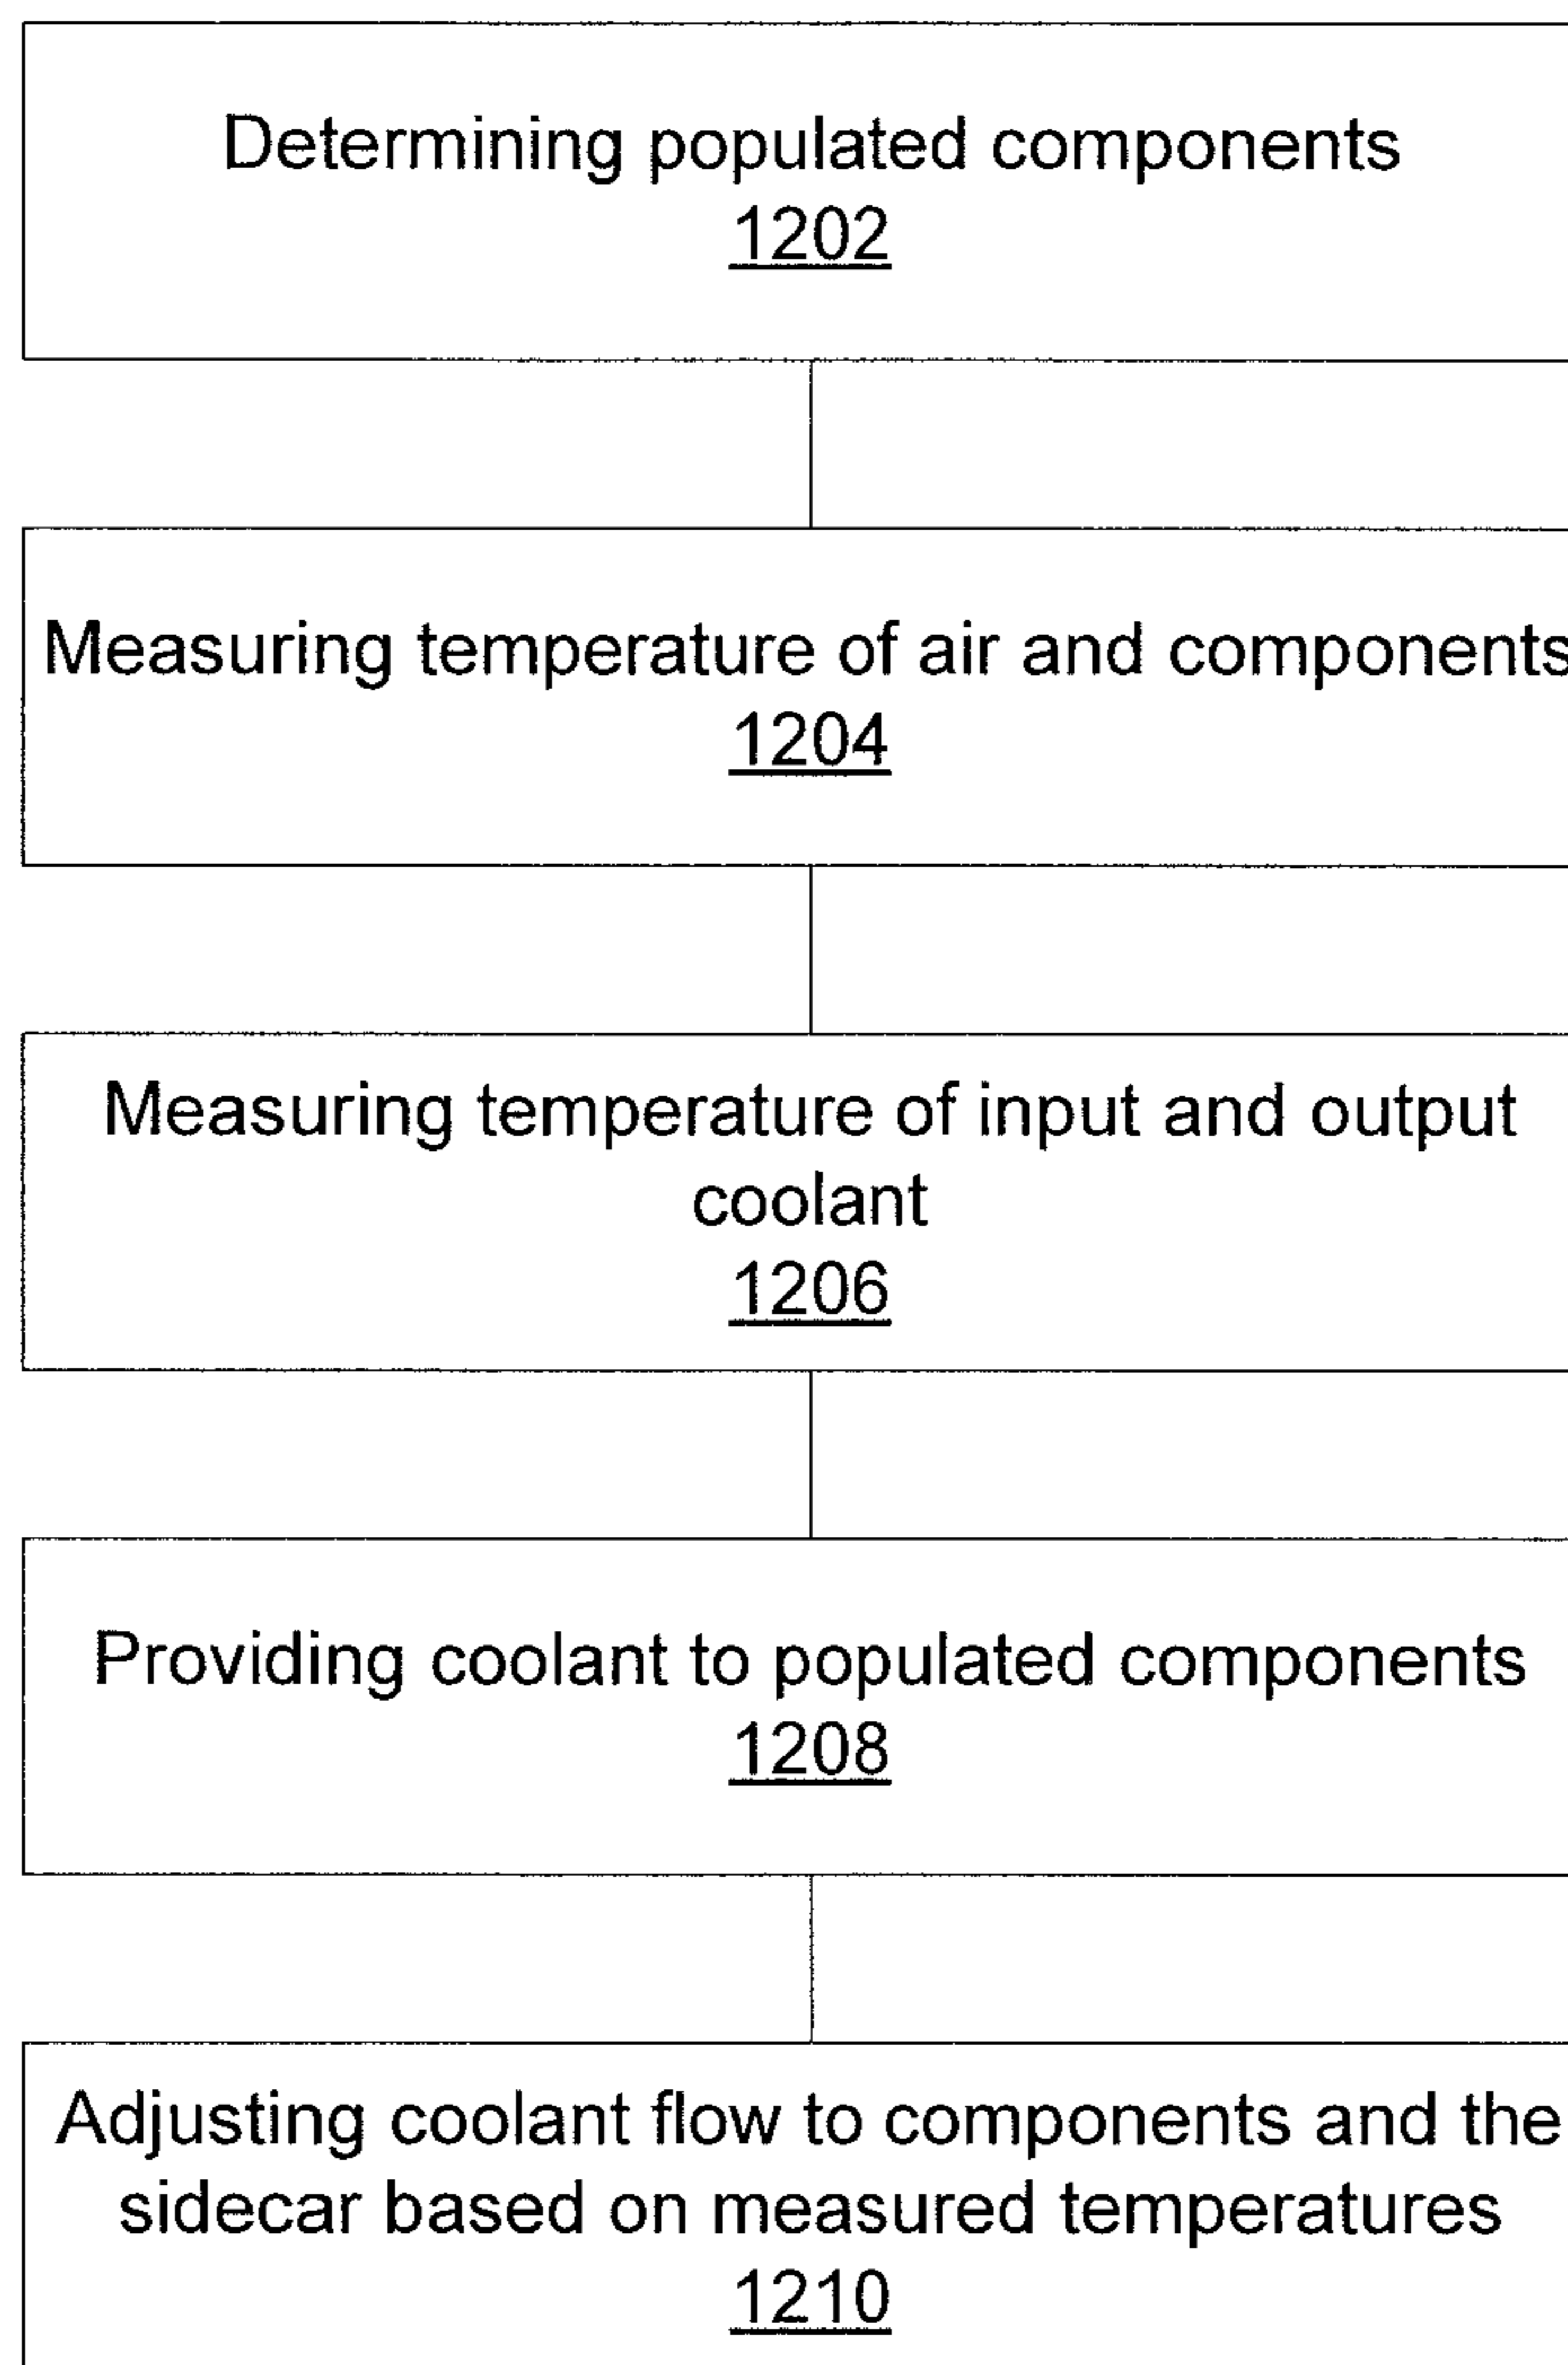 Determining populated components
1202
Measuring temperature of air and components
1204
Measuring temperature of input and output
coolant
1206
Providing coolant to populated components
1208
Adjusting coolant flow to components and the
sidecar based on measured temperatures
1210